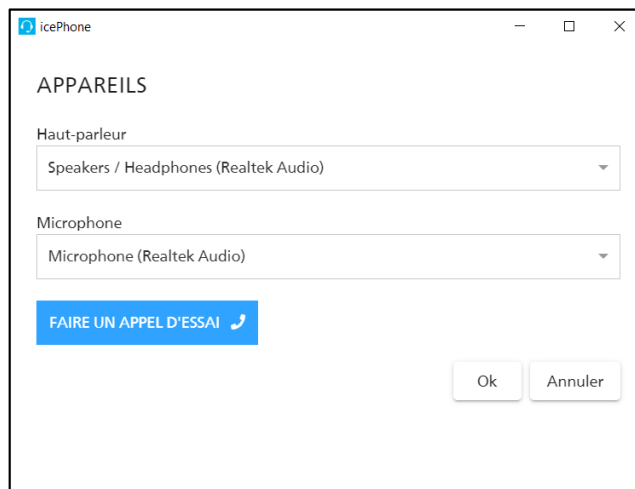 icePhone
APPAREILS
Haut-parleur
Speakers / Headphones (Realtek Audio)
Microphone
Microphone (Realtek Audio)
FAIRE UN APPEL D'ESSAI
Ok Annuler